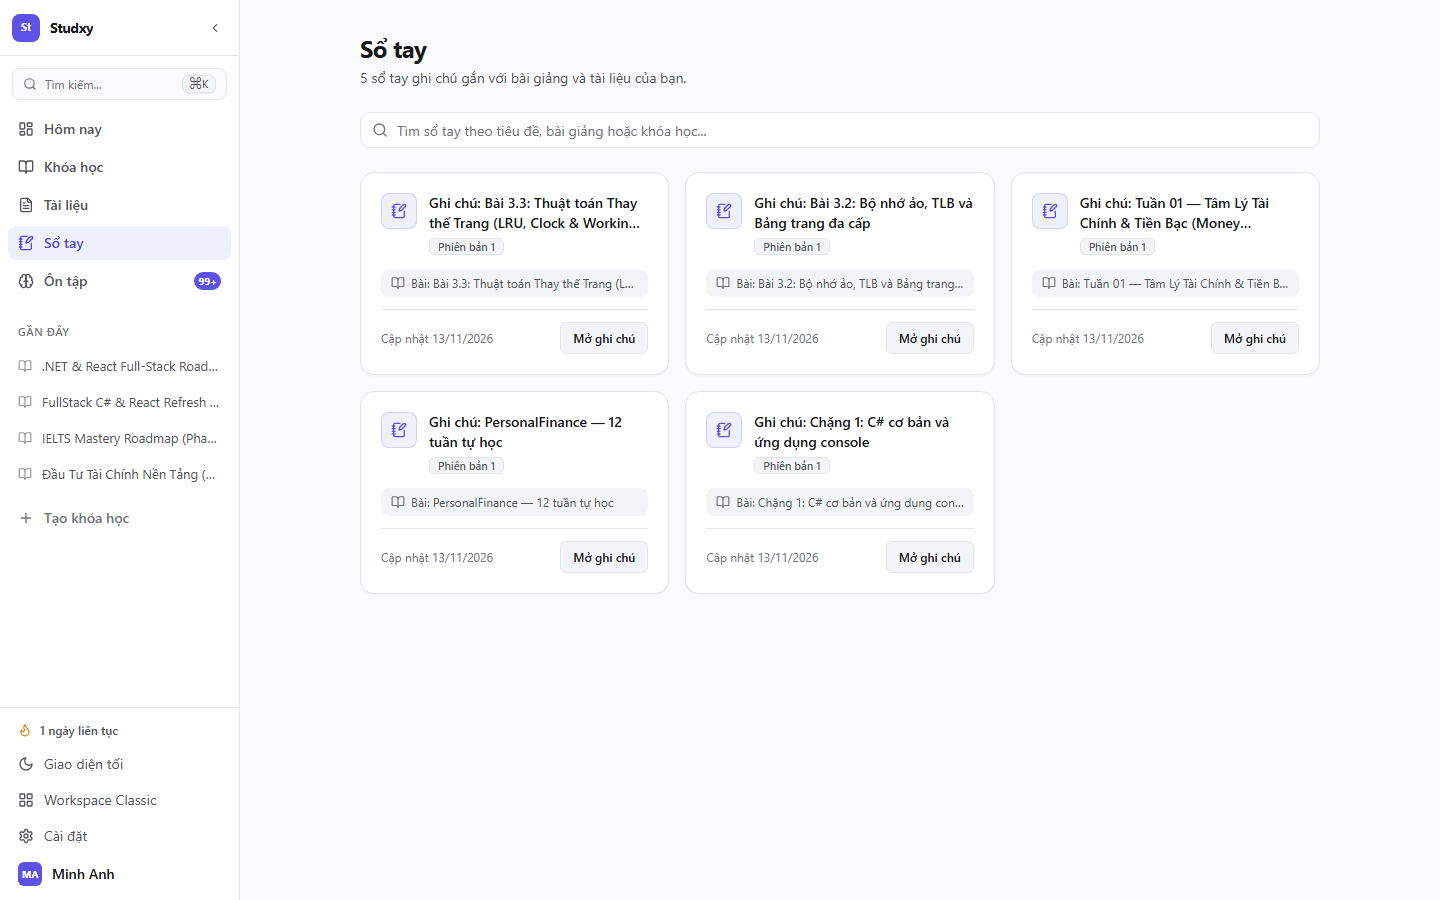 St Studxy
Tìm kiếm... ⌘K
Hôm nay
Khóa học
Tài liệu
Sổ tay
Ôn tập 99+
GẦN ĐÂY
.NET & React Full-Stack Road...
FullStack C# & React Refresh ...
IELTS Mastery Roadmap (Pha...
Đầu Tư Tài Chính Nền Tảng (...
Tạo khóa học
1 ngày liên tục
Giao diện tối
Workspace Classic
Cài đặt
MA Minh Anh
Sổ tay
5 sổ tay ghi chú gắn với bài giảng và tài liệu của bạn.
Tìm sổ tay theo tiêu đề, bài giảng hoặc khóa học...
Ghi chú: Bài 3.3: Thuật toán Thay
thế Trang (LRU, Clock & Workin...
Phiên bản 1
Bài: Bài 3.3: Thuật toán Thay thế Trang (L...
Cập nhật 13/11/2026 Mở ghi chú
Ghi chú: Bài 3.2: Bộ nhớ ảo, TLB và
Bảng trang đa cấp
Phiên bản 1
Bài: Bài 3.2: Bộ nhớ ảo, TLB và Bảng trang...
Cập nhật 13/11/2026 Mở ghi chú
Ghi chú: Tuần 01 — Tâm Lý Tài
Chính & Tiền Bạc (Money...
Phiên bản 1
Bài: Tuần 01 — Tâm Lý Tài Chính & Tiền B...
Cập nhật 13/11/2026 Mở ghi chú
Ghi chú: PersonalFinance — 12
tuần tự học
Phiên bản 1
Bài: PersonalFinance — 12 tuần tự học
Cập nhật 13/11/2026 Mở ghi chú
Ghi chú: Chặng 1: C# cơ bản và
ứng dụng console
Phiên bản 1
Bài: Chặng 1: C# cơ bản và ứng dụng con...
Cập nhật 13/11/2026 Mở ghi chú